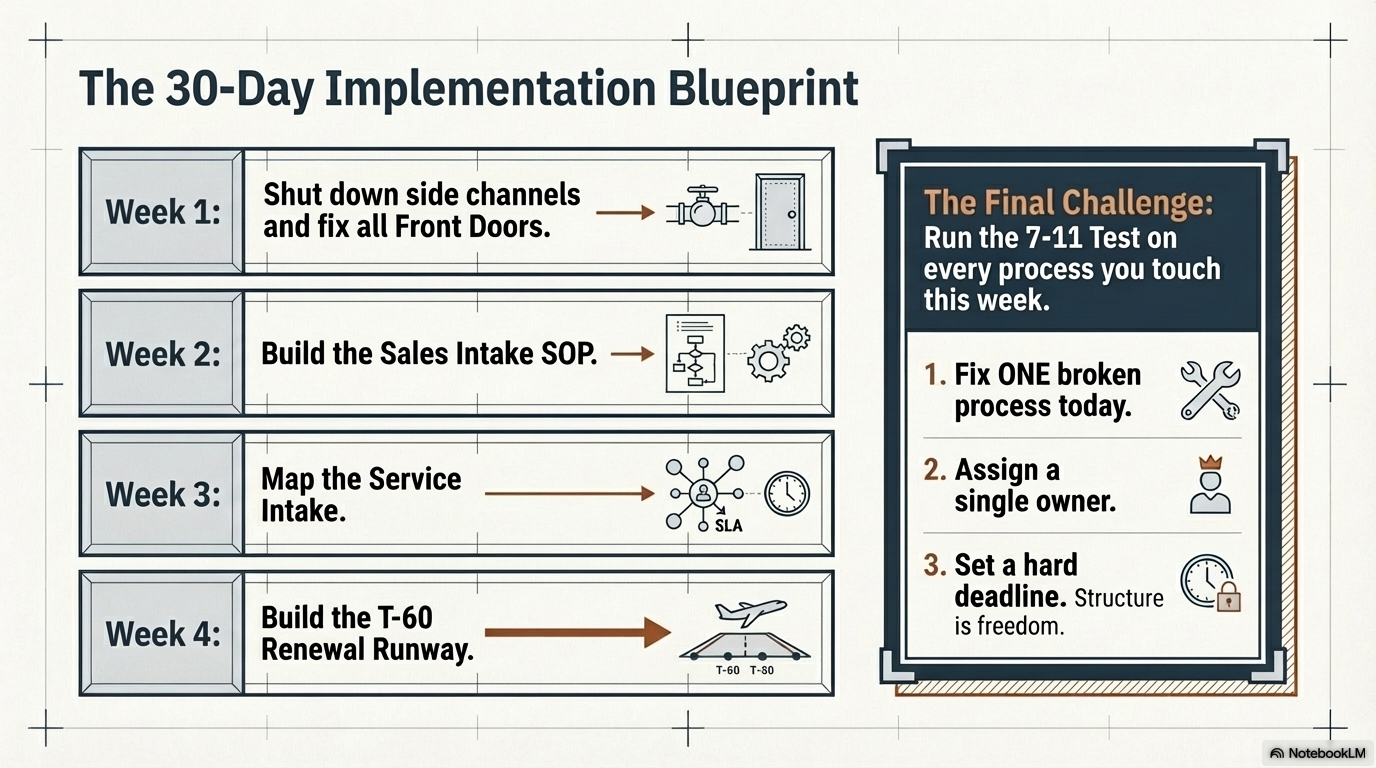 The 30-Day Implementation Blueprint
Week 1:
Shut down side channels
and fix all Front Doors.
Week 2:
Build the Sales Intake SOP.
Week 3:
Map the Service
Intake.
SLA
Week 4:
Build the T-60
Renewal Runway.
T-60 T-80
The Final Challenge:
Run the 7-11 Test on
every process you touch
this week.
1. Fix ONE broken
process today.
2. Assign a
single owner.
3. Set a hard
deadline. Structure
is freedom.
NotebookLM